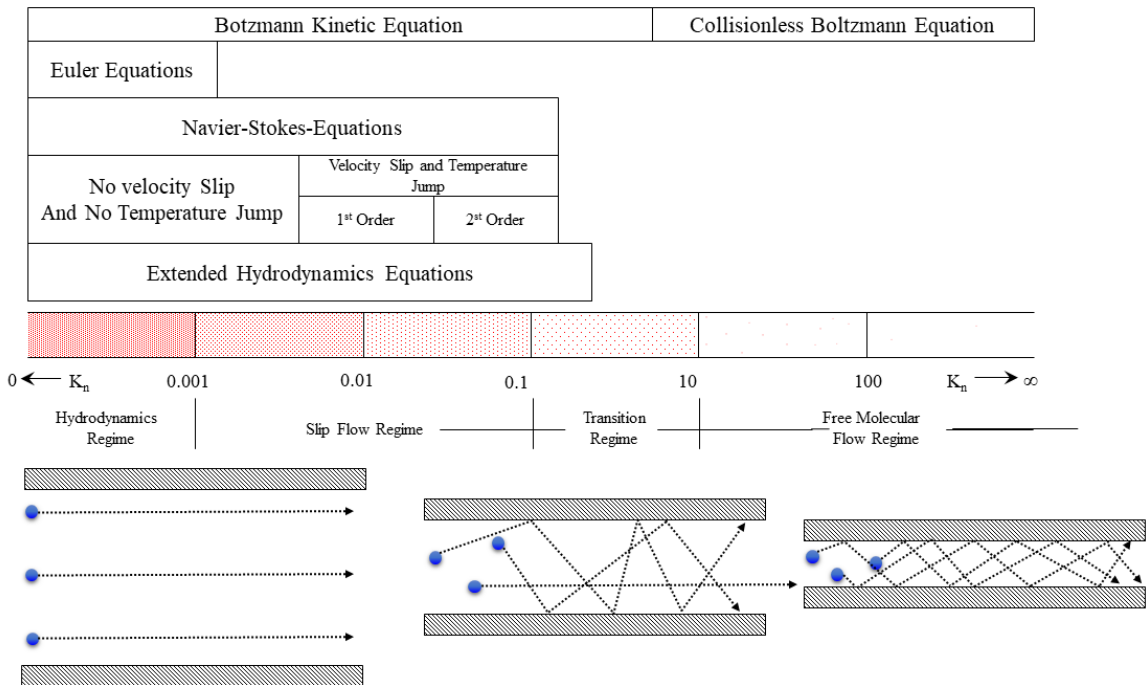 Botzmann Kinetic Equation
Collisionless Boltzmann Equation
Euler Equations
Navier-Stokes-Equations
No velocity Slip
And No Temperature Jump
Velocity Slip and Temperature
Jump
1st Order
2st Order
Extended Hydrodynamics Equations
0 ← Kn 0.001 0.01 0.1 10 100 Kn → ∞
Hydrodynamics
Regime
Slip Flow Regime
Transition
Regime
Free Molecular
Flow Regime